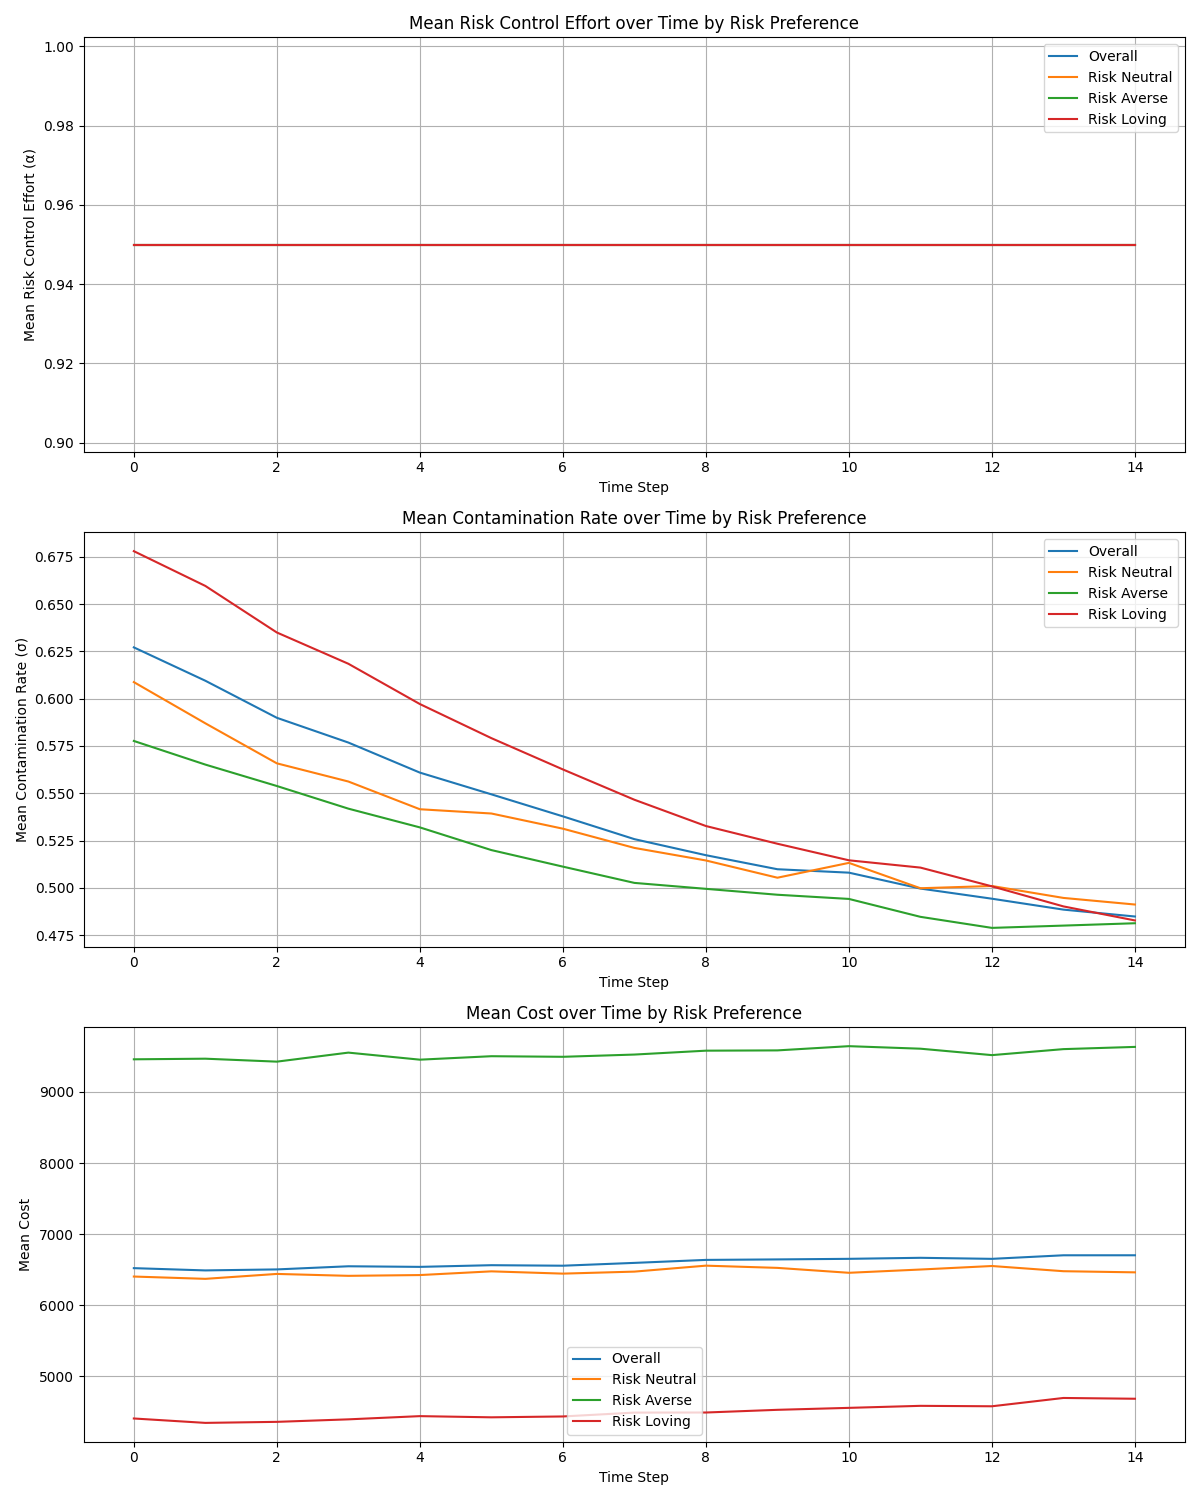 Mean Risk Control Effort over Time by Risk Preference
Mean Risk Control Effort (α)
1.00
0.98
0.96
0.94
0.92
0.90
Overall
Risk Neutral
Risk Averse
Risk Loving
0 2 4 6 8 10 12 14
Time Step
Mean Contamination Rate over Time by Risk Preference
Mean Contamination Rate (σ)
0.675
0.650
0.625
0.600
0.575
0.550
0.525
0.500
0.475
Overall
Risk Neutral
Risk Averse
Risk Loving
0 2 4 6 8 10 12 14
Time Step
Mean Cost over Time by Risk Preference
Mean Cost
9000
8000
7000
6000
5000
Overall
Risk Neutral
Risk Averse
Risk Loving
0 2 4 6 8 10 12 14
Time Step